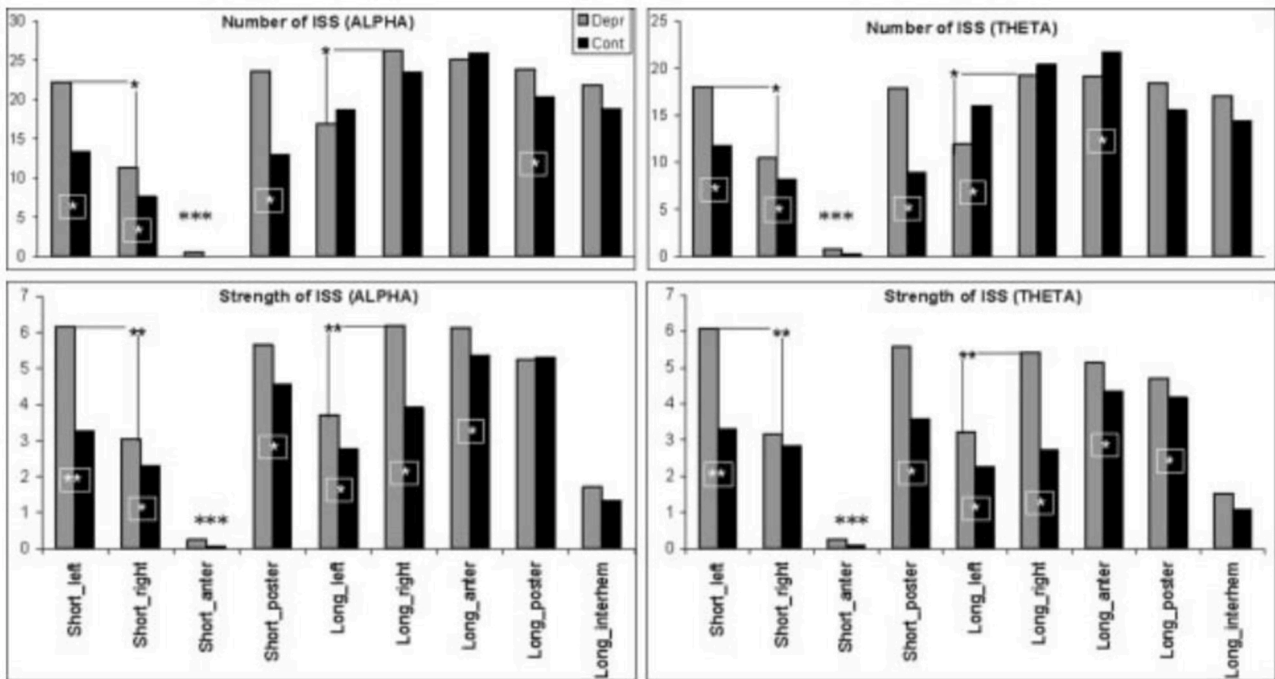 Number of ISS (ALPHA)
Depr
Cont
30
25
20
15
10
5
0
*
*
*
*
***
*
*
Number of ISS (THETA)
25
20
15
10
5
0
*
*
*
*
***
*
*
*
Strength of ISS (ALPHA)
7
6
5
4
3
2
1
0
**
**
**
*
***
*
*
*
*
Short_left
Short_right
Short_anter
Short_poster
Long_left
Long_right
Long_anter
Long_poster
Long_interhem
Strength of ISS (THETA)
7
6
5
4
3
2
1
0
**
**
**
***
*
*
*
*
*
Short_left
Short_right
Short_anter
Short_poster
Long_left
Long_right
Long_anter
Long_poster
Long_interhem